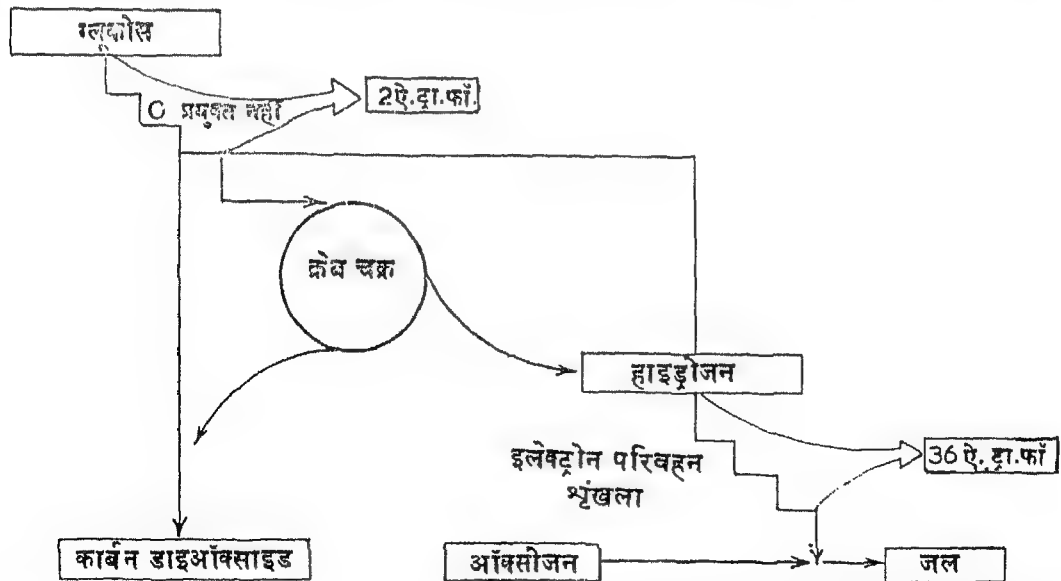 ग्लूकोस
2ऐ.ट्रा.फॉ.
O प्रयुक्त नहीं
क्रेब चक्र
हाइड्रोजन
इलेक्ट्रोन परिवहन
शृंखला
36 ऐ. ट्रा.फॉ
कार्बन डाइऑक्साइड
ऑक्सीजन
जल